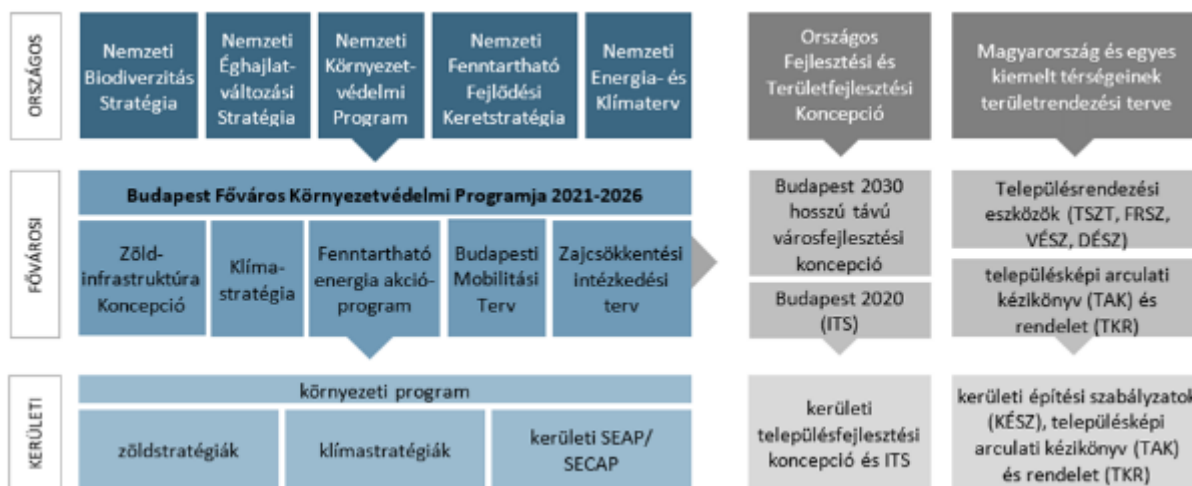 ORSZÁGOS
Nemzeti
Biodiverzitás
Stratégia
Nemzeti
Éghajlat-
változási
Stratégia
Nemzeti
Környezet-
védelmi
Program
Nemzeti
Fenntartható
Fejlődési
Keretstratégia
Nemzeti
Energia- és
Klímaterv
Országos
Fejlesztési és
Területfejlesztési
Koncepció
Magyarország és egyes
kiemelt térségeinek
területrendezési terve
FŐVÁROSI
Budapest Főváros Környezetvédelmi Programja 2021-2026
Zöld-
infrastruktúra
Koncepció
Klíma-
stratégia
Fenntartható
energia akció-
program
Budapesti
Mobilitási
Terv
Zajcsökkentési
intézkedési
terv
Budapest 2030
hosszú távú
városfejlesztési
koncepció
Budapest 2020
(ITS)
Településrendezési
eszközök (TSZT, FRSZ,
VÉSZ, DÉSZ)
településképi arculati
kézikönyv (TAK) és
rendelet (TKR)
KERÜLETI
környezeti program
zöldstratégiák
klímastratégiák
kerületi SEAP/
SECAP
kerületi
településfejlesztési
koncepció és ITS
kerületi építési szabályzatok
(KÉSZ), településképi
arculati kézikönyv (TAK)
és rendelet (TKR)